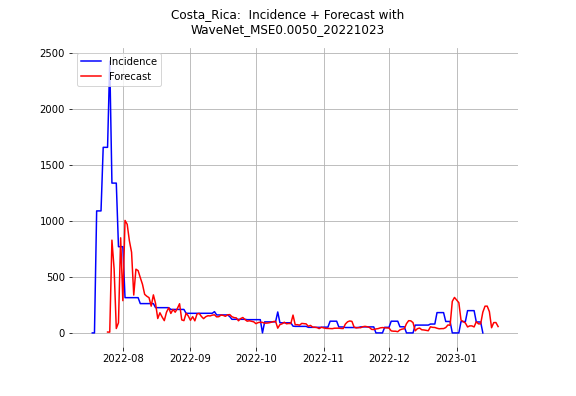 Costa_Rica:  Incidence + Forecast with
WaveNet_MSE0.0050_20221023
2500
Incidence
Forecast
2000
1500
1000
500
0
2022-08 2022-09 2022-10 2022-11 2022-12 2023-01